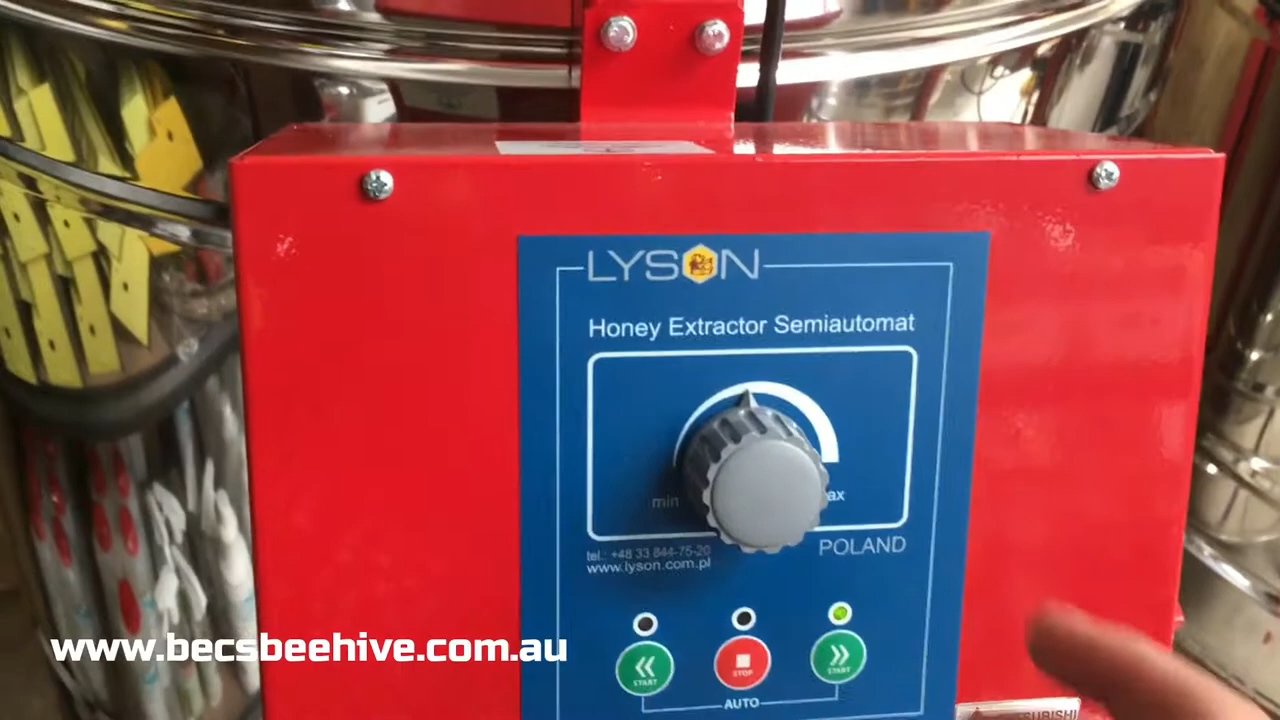 LYSON
Honey Extractor Semiautomat
min
tel.: +48 33 844-75-20
www.lyson.com.pl
POLAND
START
STOP
START
AUTO
www.becsbeehive.com.au